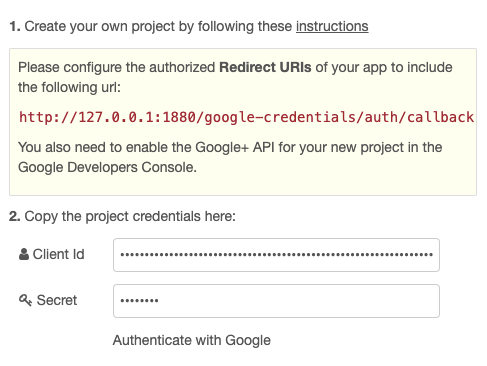 1. Create your own project by following these instructions
Please configure the authorized Redirect URIs of your app to include
the following url:
http://127.0.0.1:1880/google-credentials/auth/callback
You also need to enable the Google+ API for your new project in the
Google Developers Console.
2. Copy the project credentials here:
Client Id
Secret
Authenticate with Google